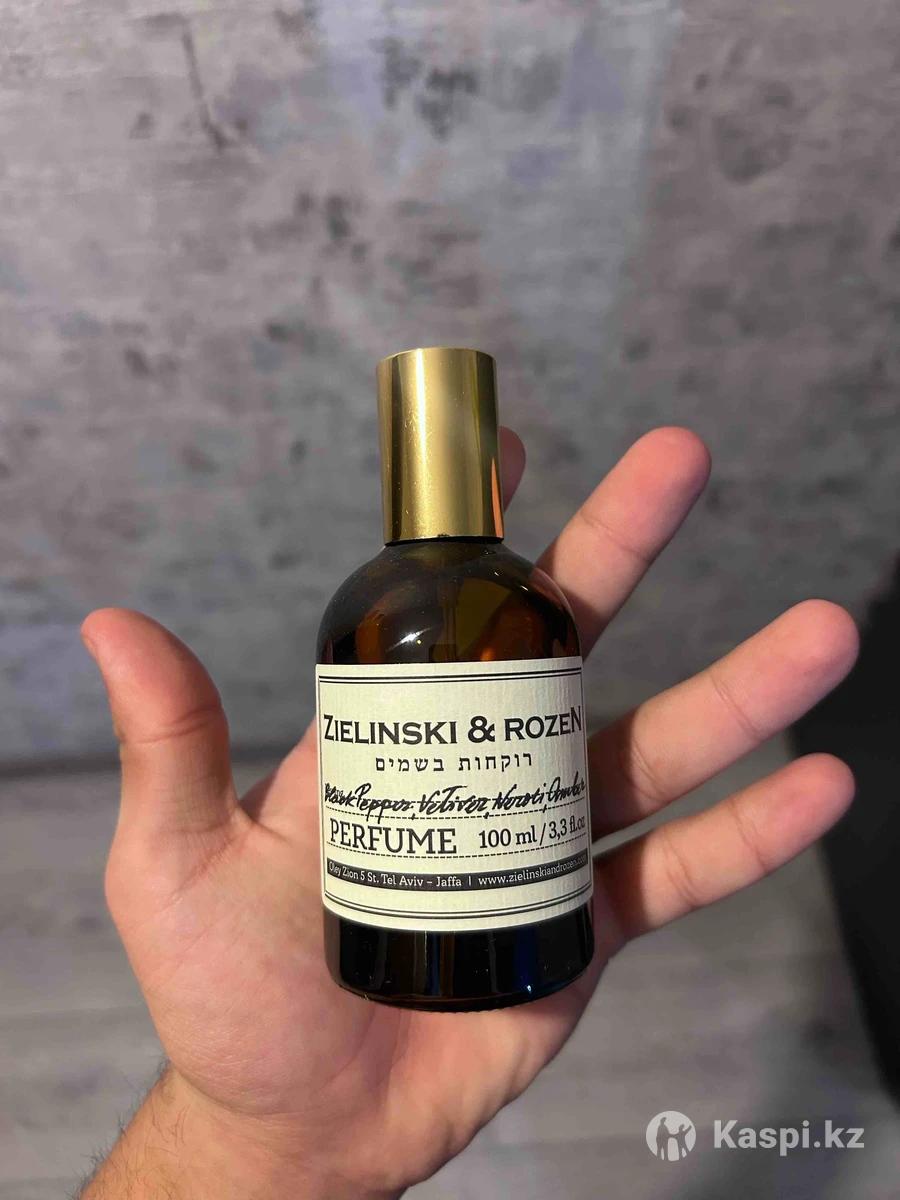 ZIELINSKI & ROZEN
רוקחות בשמים
Black Pepper, Vetiver, Neroli, Amber
PERFUME 100 ml / 3,3 fl.oz
Oley Zion 5 St. Tel Aviv – Jaffa | www.zielinskiandrozen.com
Kaspi.kz